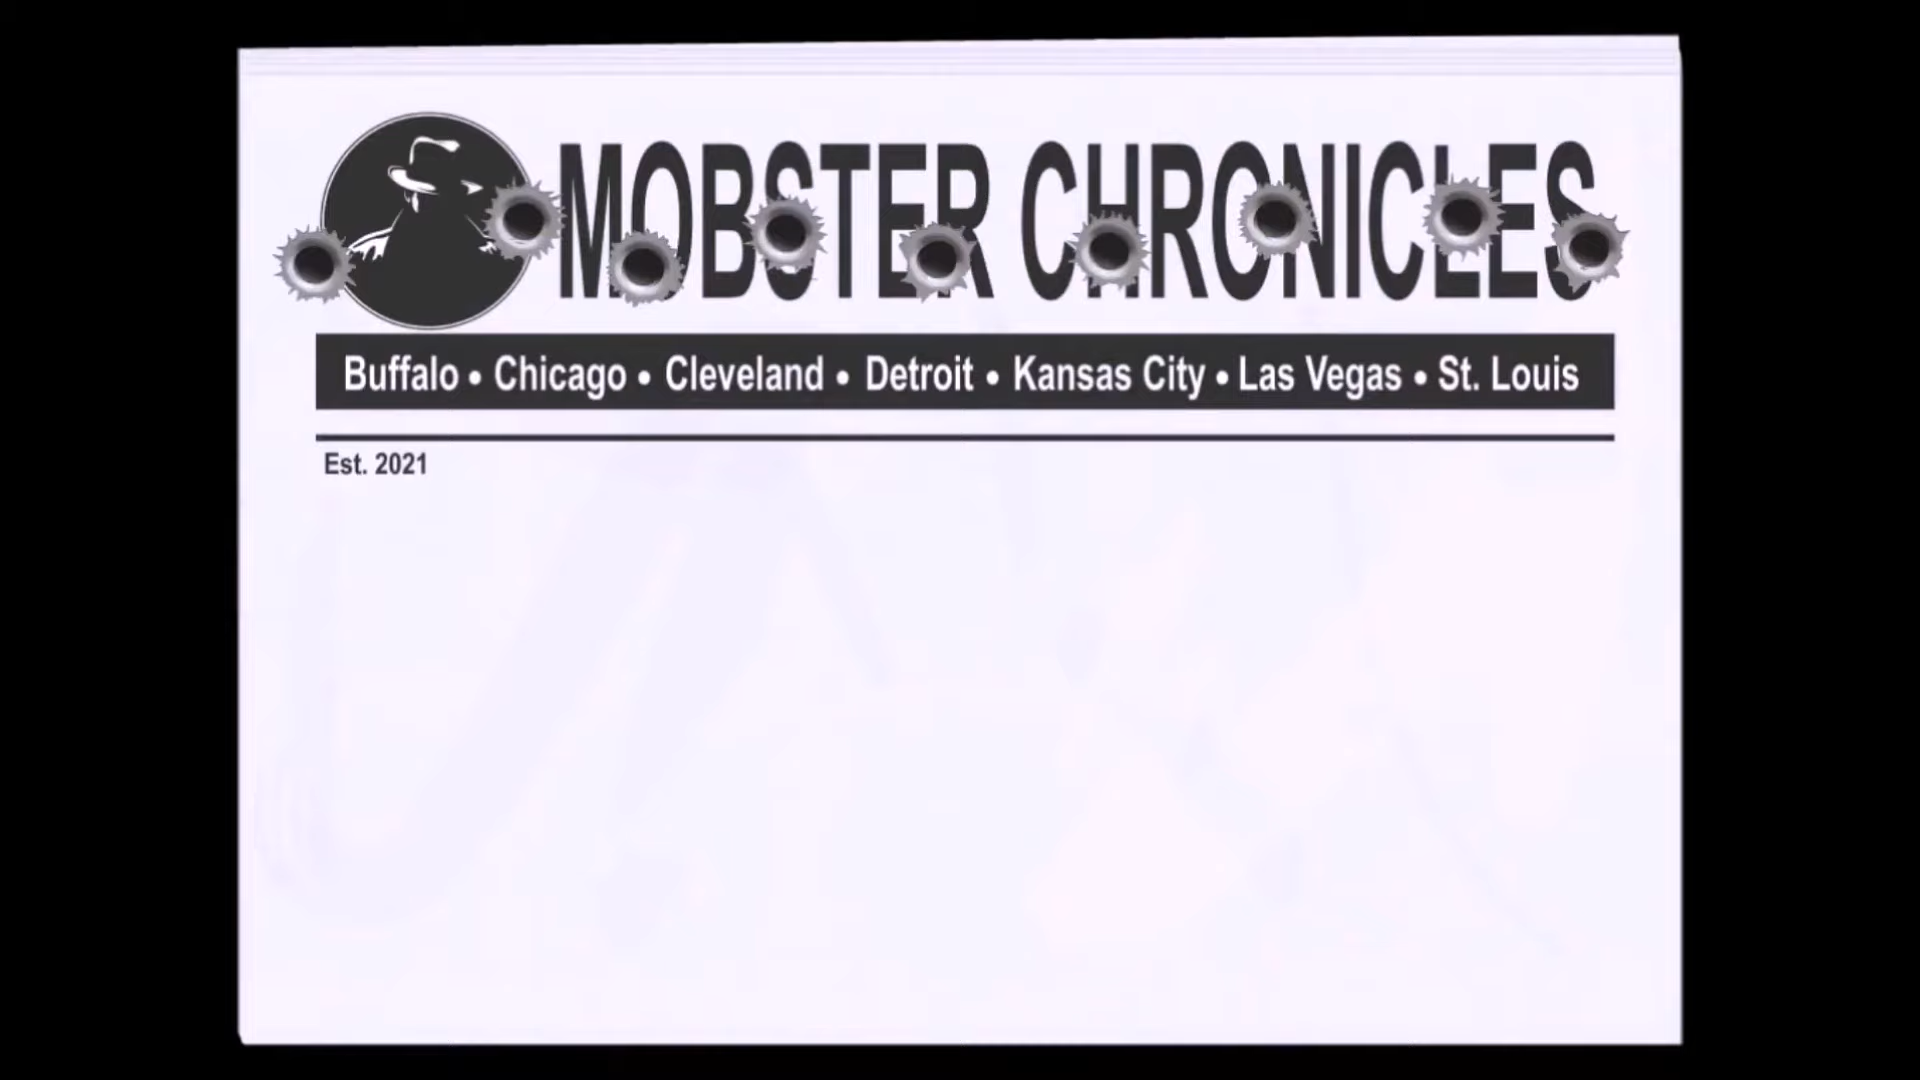 MOBSTER CHRONICLES
Buffalo • Chicago • Cleveland • Detroit • Kansas City • Las Vegas • St. Louis
Est. 2021